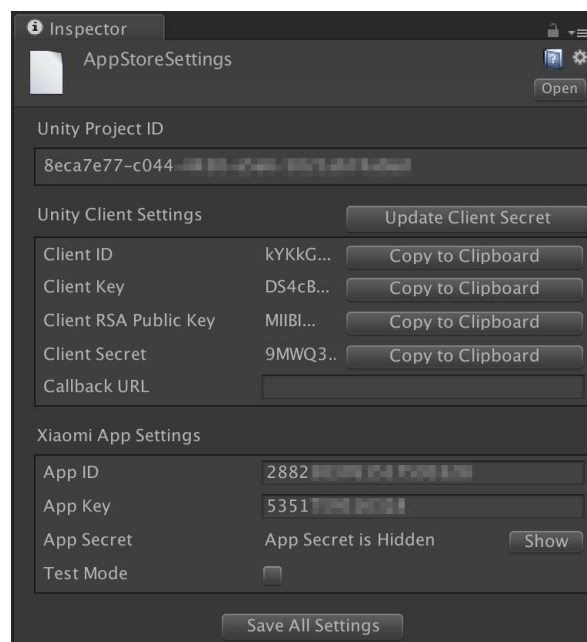 Inspector
AppStoreSettings
Open
Unity Project ID
8eca7e77-c044
Unity Client Settings Update Client Secret
Client ID kYKkG... Copy to Clipboard
Client Key DS4cB... Copy to Clipboard
Client RSA Public Key MIIBI... Copy to Clipboard
Client Secret 9MWQ3.. Copy to Clipboard
Callback URL
Xiaomi App Settings
App ID 2882
App Key 5351
App Secret App Secret is Hidden Show
Test Mode
Save All Settings